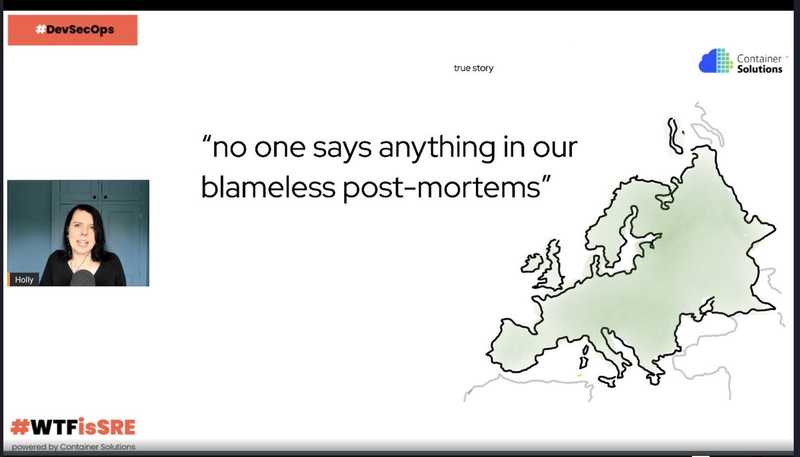 #DevSecOps
true story
Container
Solutions
“no one says anything in our
blameless post-mortems”
Holly
#WTFisSRE
powered by Container Solutions